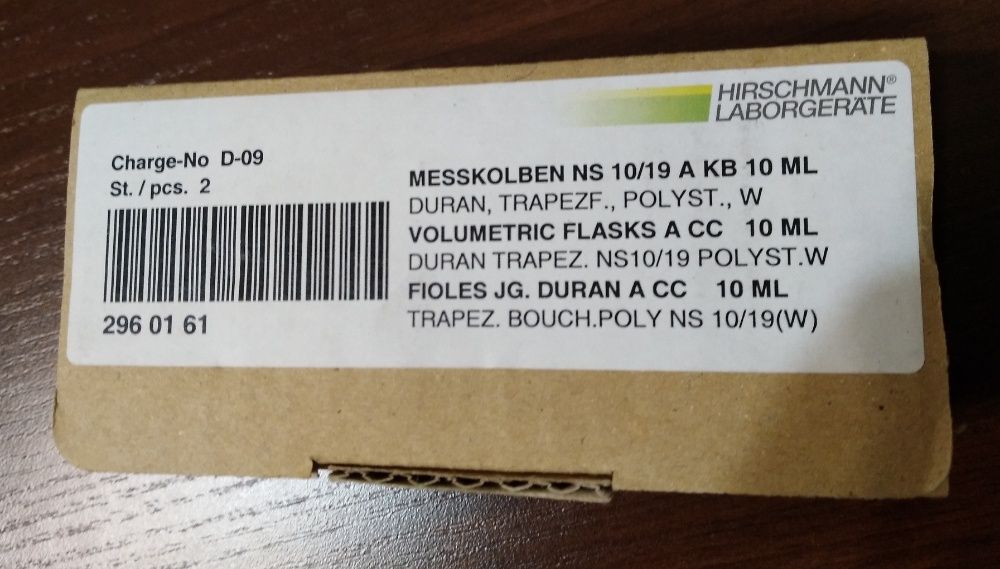 HIRSCHMANN®
LABORGERÄTE
Charge-No D-09
St. / pcs. 2
296 01 61
MESSKOLBEN NS 10/19 A KB 10 ML
DURAN, TRAPEZF., POLYST., W
VOLUMETRIC FLASKS A CC 10 ML
DURAN TRAPEZ. NS10/19 POLYST.W
FIOLES JG. DURAN A CC 10 ML
TRAPEZ. BOUCH.POLY NS 10/19(W)